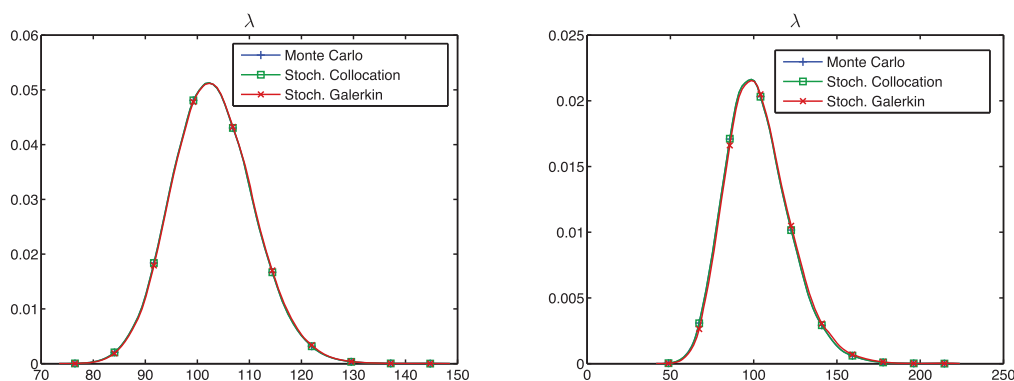 λ
0.06
0.05
0.04
0.03
0.02
0.01
0
70 80 90 100 110 120 130 140 150
Monte Carlo
Stoch. Collocation
Stoch. Galerkin
λ
0.025
0.02
0.015
0.01
0.005
0
0 50 100 150 200 250
Monte Carlo
Stoch. Collocation
Stoch. Galerkin